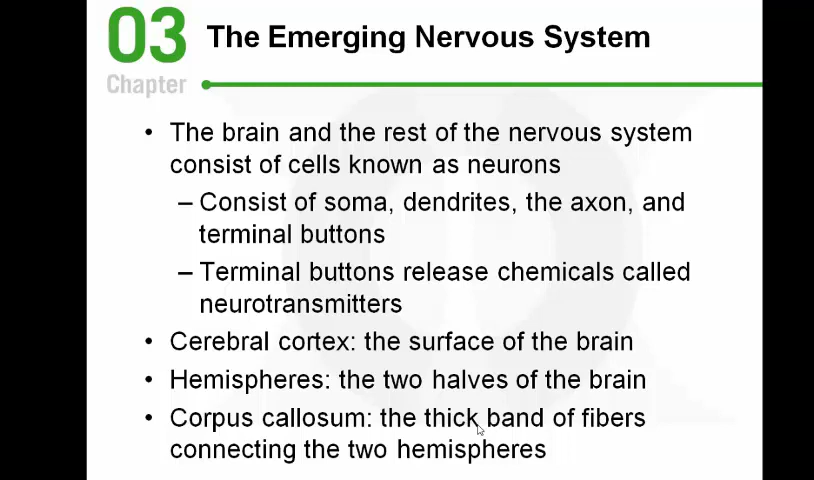 03 The Emerging Nervous System
Chapter
• The brain and the rest of the nervous system
consist of cells known as neurons
– Consist of soma, dendrites, the axon, and
terminal buttons
– Terminal buttons release chemicals called
neurotransmitters
• Cerebral cortex: the surface of the brain
• Hemispheres: the two halves of the brain
• Corpus callosum: the thick band of fibers
connecting the two hemispheres